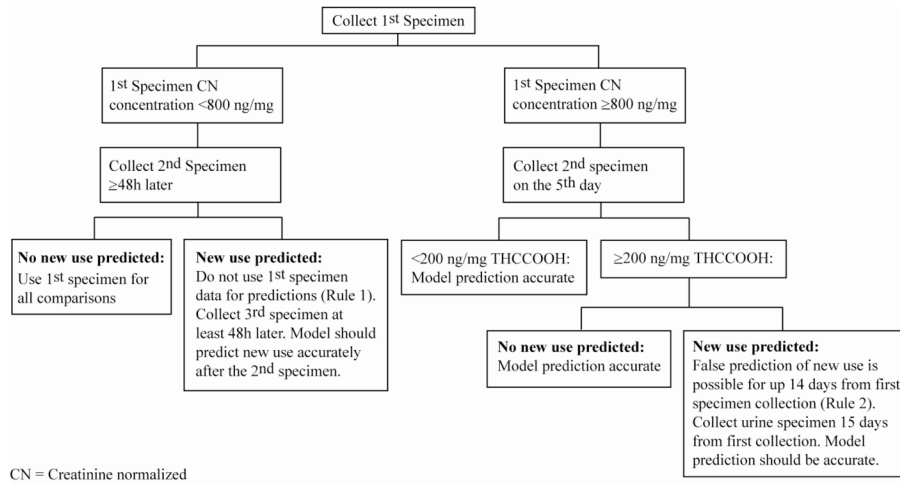 Collect 1st Specimen
1st Specimen CN
concentration <800 ng/mg
1st Specimen CN
concentration ≥800 ng/mg
Collect 2nd Specimen
≥48h later
Collect 2nd specimen
on the 5th day
No new use predicted:
Use 1st specimen for
all comparisons
New use predicted:
Do not use 1st specimen
data for predictions (Rule 1).
Collect 3rd specimen at
least 48h later. Model should
predict new use accurately
after the 2nd specimen.
<200 ng/mg THCCOOH:
Model prediction accurate
≥200 ng/mg THCCOOH:
No new use predicted:
Model prediction accurate
New use predicted:
False prediction of new use is
possible for up 14 days from first
specimen collection (Rule 2).
Collect urine specimen 15 days
from first collection. Model
prediction should be accurate.
CN = Creatinine normalized